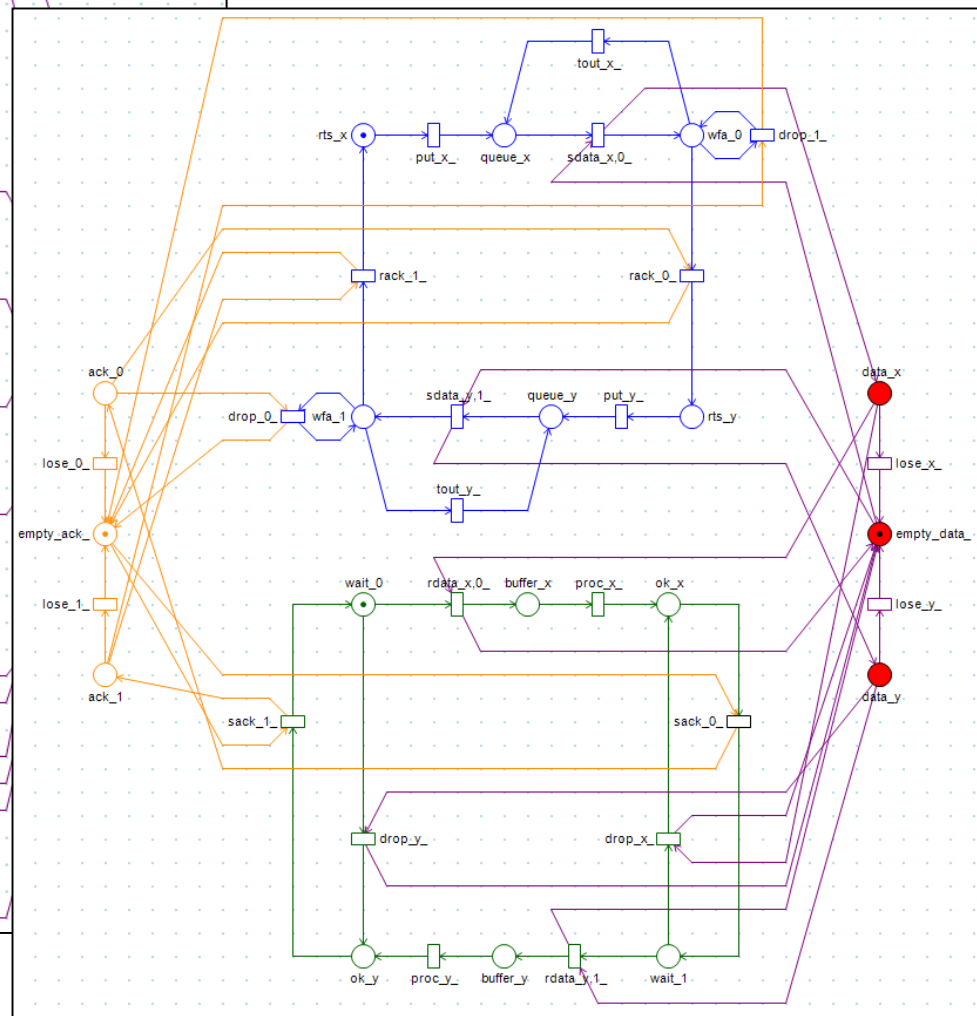 tout_x_
rts_x
put_x_
queue_x
sdata_x,0_
wfa_0
drop_1_
rack_1_
rack_0_
ack_0
data_x
drop_0_
wfa_1
sdata_y,1_
queue_y
put_y_
rts_y
lose_0_
lose_x_
tout_y_
empty_ack_
empty_data_
wait_0
rdata_x,0_
buffer_x
proc_x_
ok_x
lose_1_
lose_y_
ack_1
data_y
sack_1_
sack_0_
drop_y_
drop_x_
ok_y
proc_y_
buffer_y
rdata_y,1_
wait_1